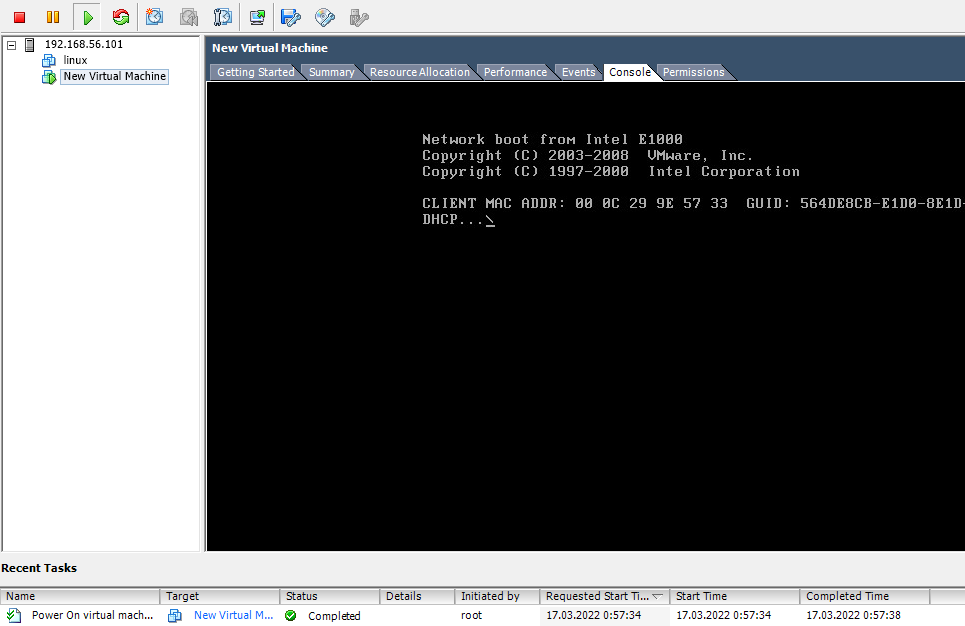 192.168.56.101
linux
New Virtual Machine
New Virtual Machine
Getting Started Summary Resource Allocation Performance Events Console Permissions
Network boot from Intel E1000
Copyright (C) 2003-2008 VMware, Inc.
Copyright (C) 1997-2000 Intel Corporation
CLIENT MAC ADDR: 00 0C 29 9E 57 33 GUID: 564DE8CB-E1D0-8E1D-
DHCP...\
Recent Tasks
Name Target Status Details Initiated by Requested Start Ti... Start Time Completed Time
Power On virtual mach... New Virtual M... Completed root 17.03.2022 0:57:34 17.03.2022 0:57:34 17.03.2022 0:57:38